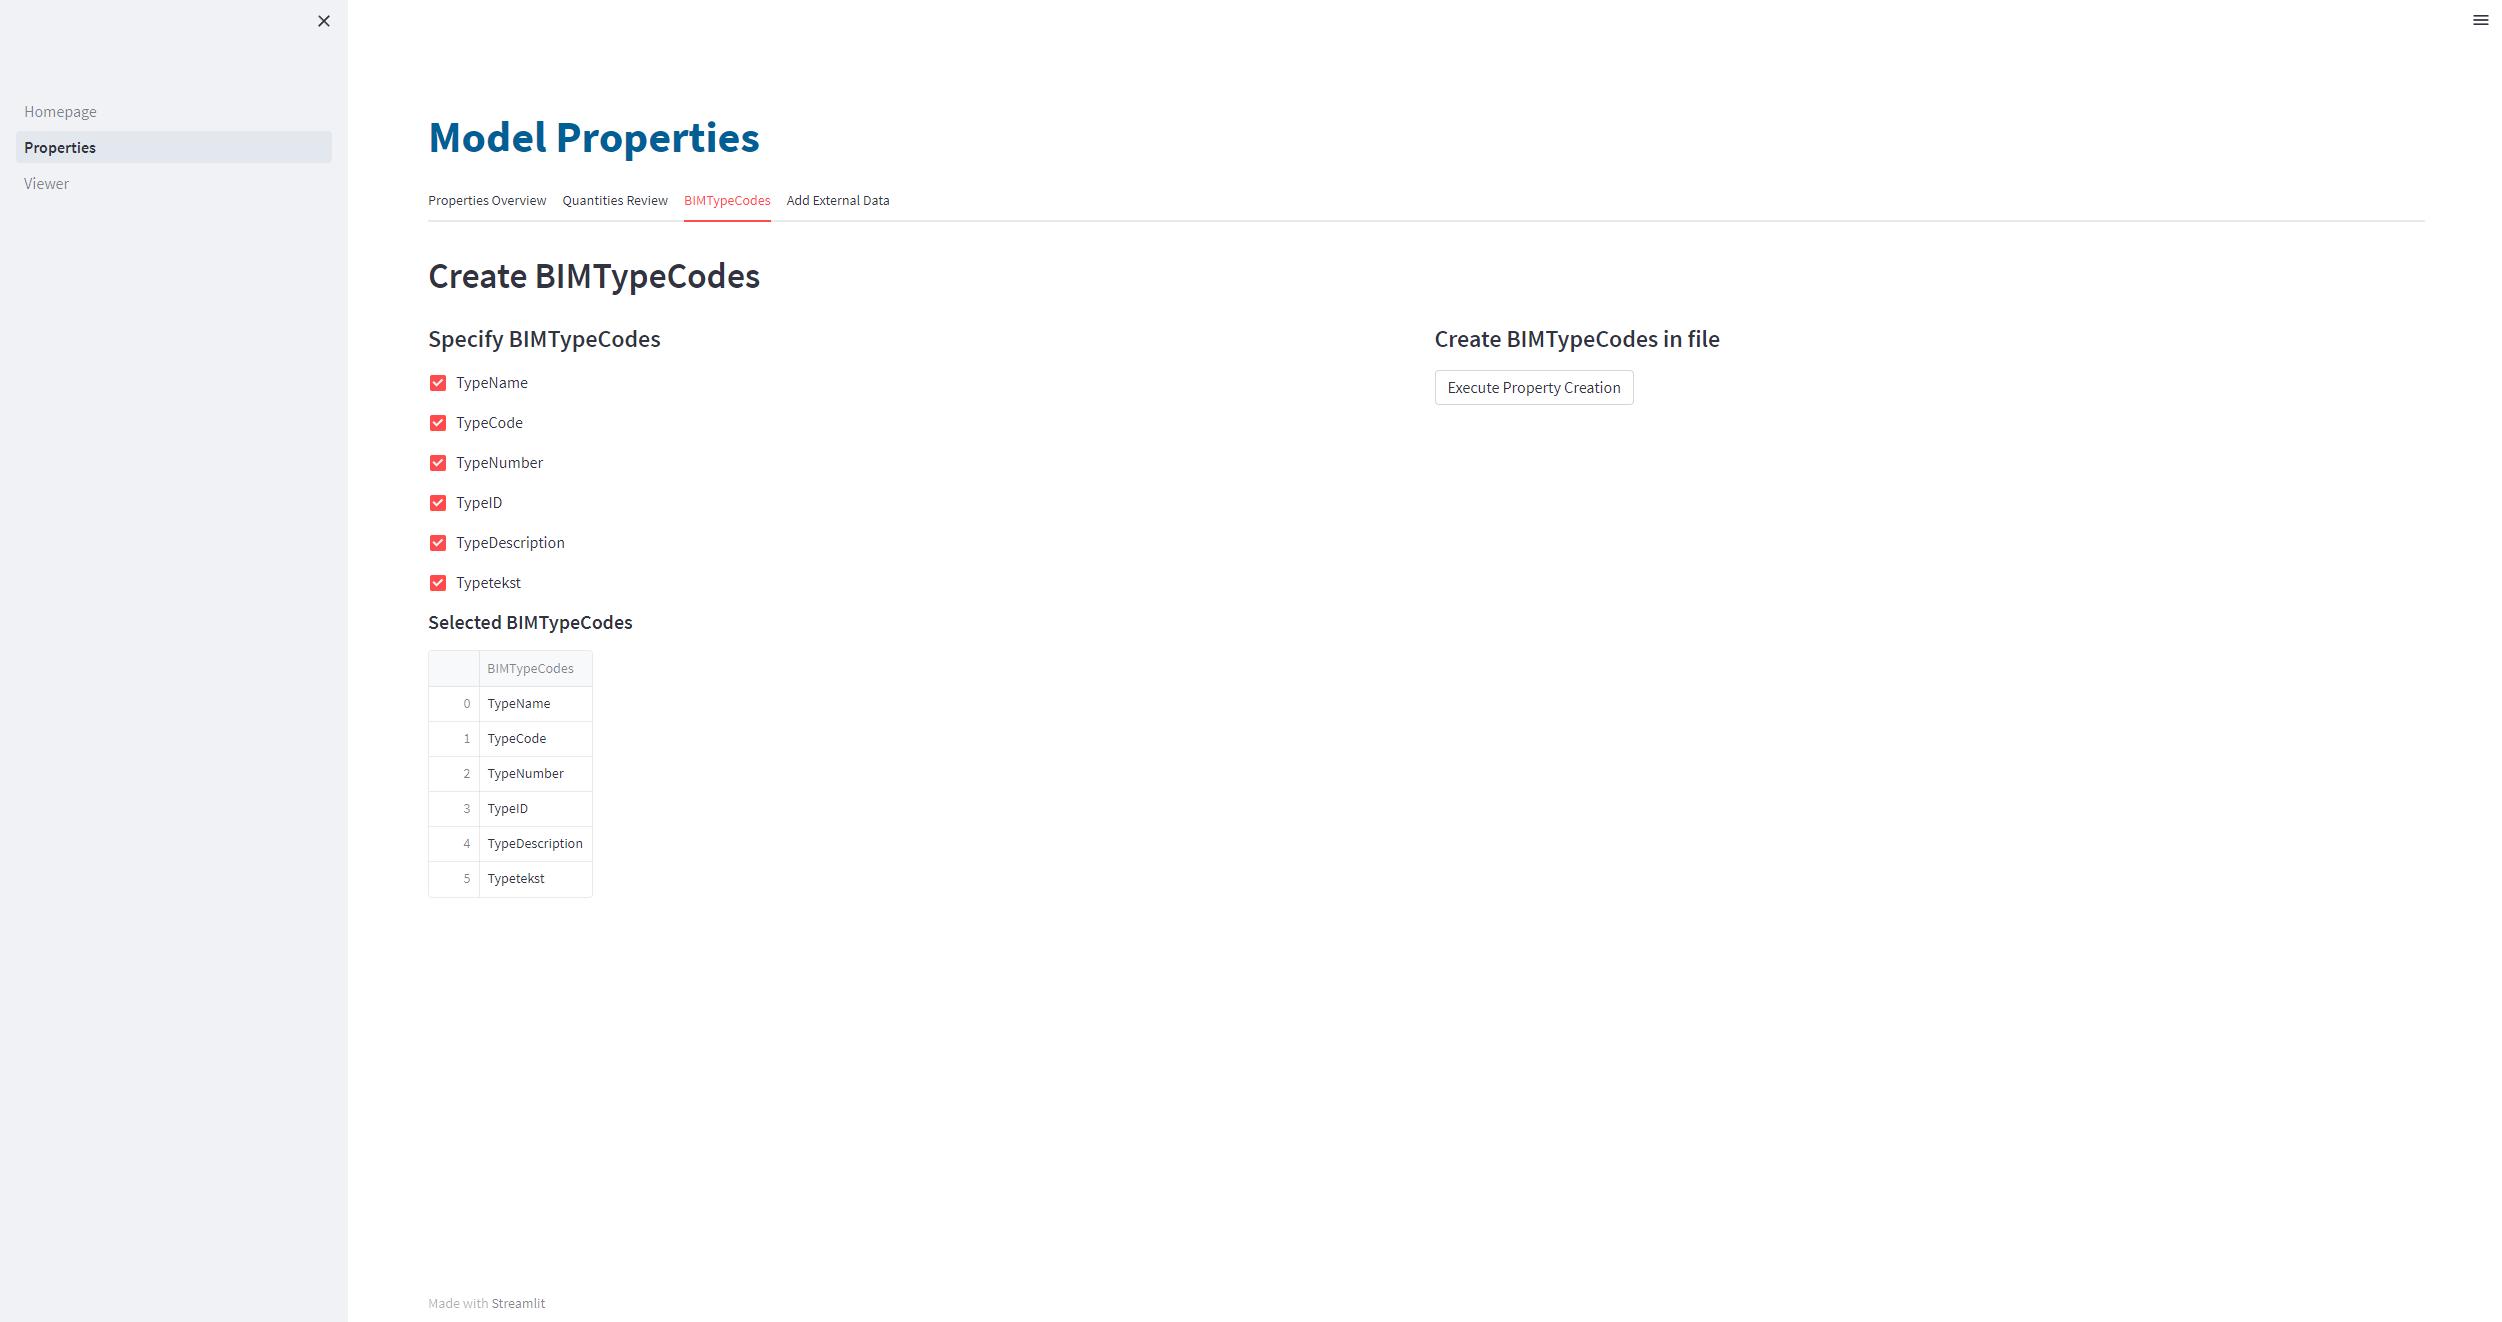 Homepage
Properties
Viewer
Model Properties
Properties Overview Quantities Review BIMTypeCodes Add External Data
Create BIMTypeCodes
Specify BIMTypeCodes
TypeName
TypeCode
TypeNumber
TypeID
TypeDescription
Typetekst
Selected BIMTypeCodes
BIMTypeCodes
0 TypeName
1 TypeCode
2 TypeNumber
3 TypeID
4 TypeDescription
5 Typetekst
Create BIMTypeCodes in file
Execute Property Creation
Made with Streamlit